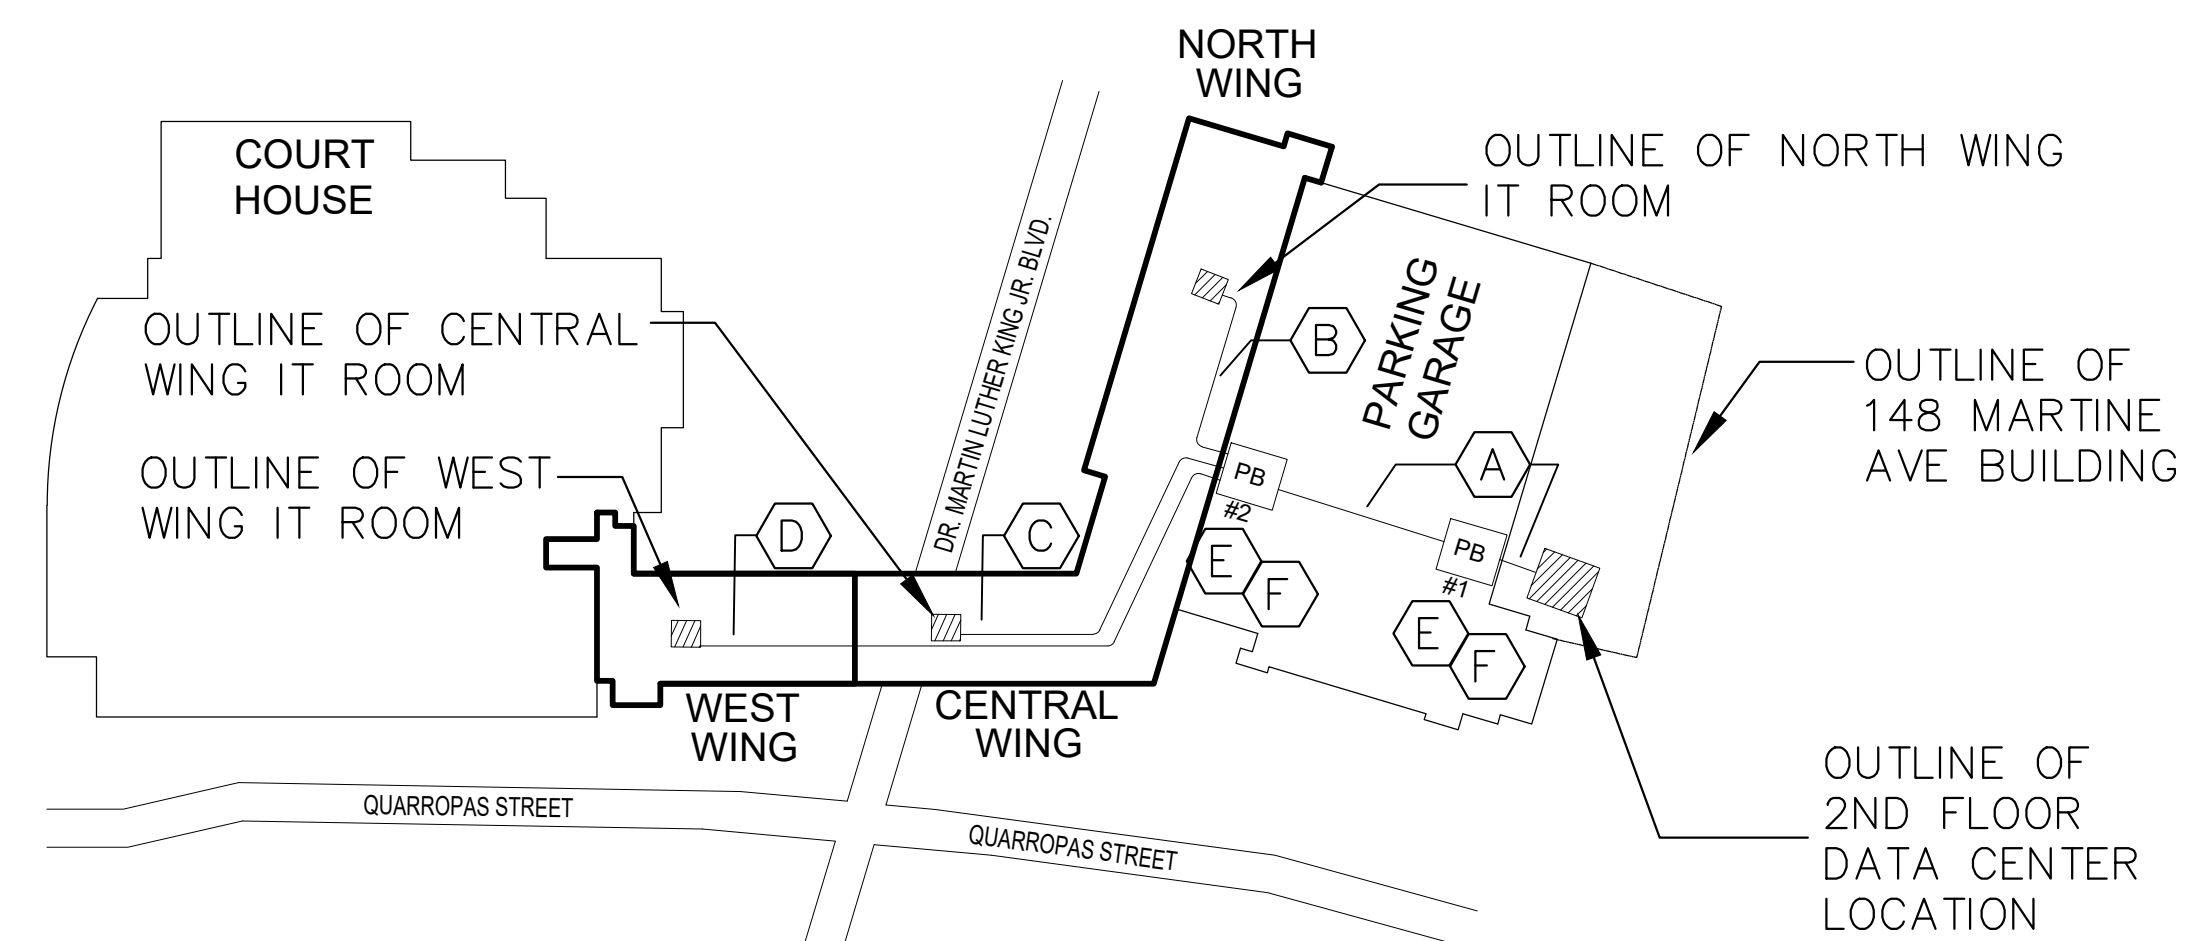 NORTH
WING
COURT
HOUSE
OUTLINE OF NORTH WING
IT ROOM
DR. MARTIN LUTHER KING JR. BLVD.
PARKING
GARAGE
OUTLINE OF CENTRAL
WING IT ROOM
B
OUTLINE OF
148 MARTINE
AVE BUILDING
OUTLINE OF WEST
WING IT ROOM
A
PB
#2
D
C
PB
#1
E
F
E
F
WEST
WING
CENTRAL
WING
OUTLINE OF
2ND FLOOR
DATA CENTER
LOCATION
QUARROPAS STREET
QUARROPAS STREET